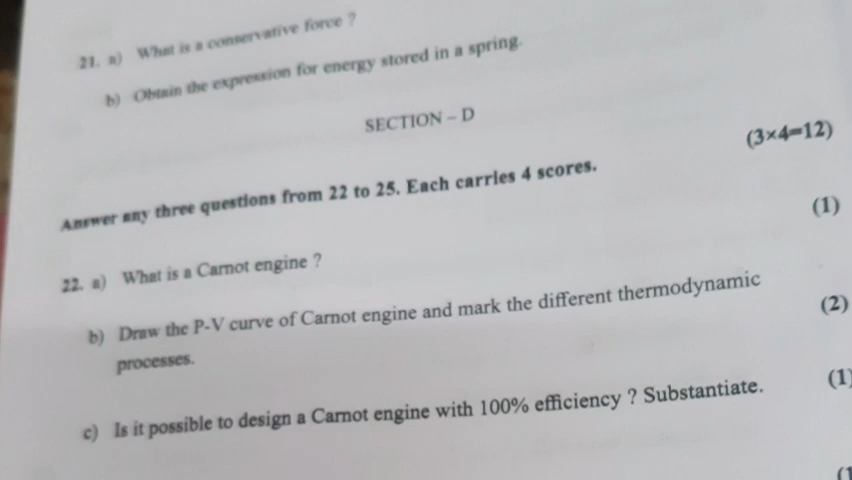 21. a) What is a conservative force ?
b) Obtain the expression for energy stored in a spring.
SECTION – D
(3×4=12)
Answer any three questions from 22 to 25. Each carries 4 scores.
(1)
22. a) What is a Carnot engine ?
b) Draw the P-V curve of Carnot engine and mark the different thermodynamic
processes.
(2)
c) Is it possible to design a Carnot engine with 100% efficiency ? Substantiate.
(1)
(1